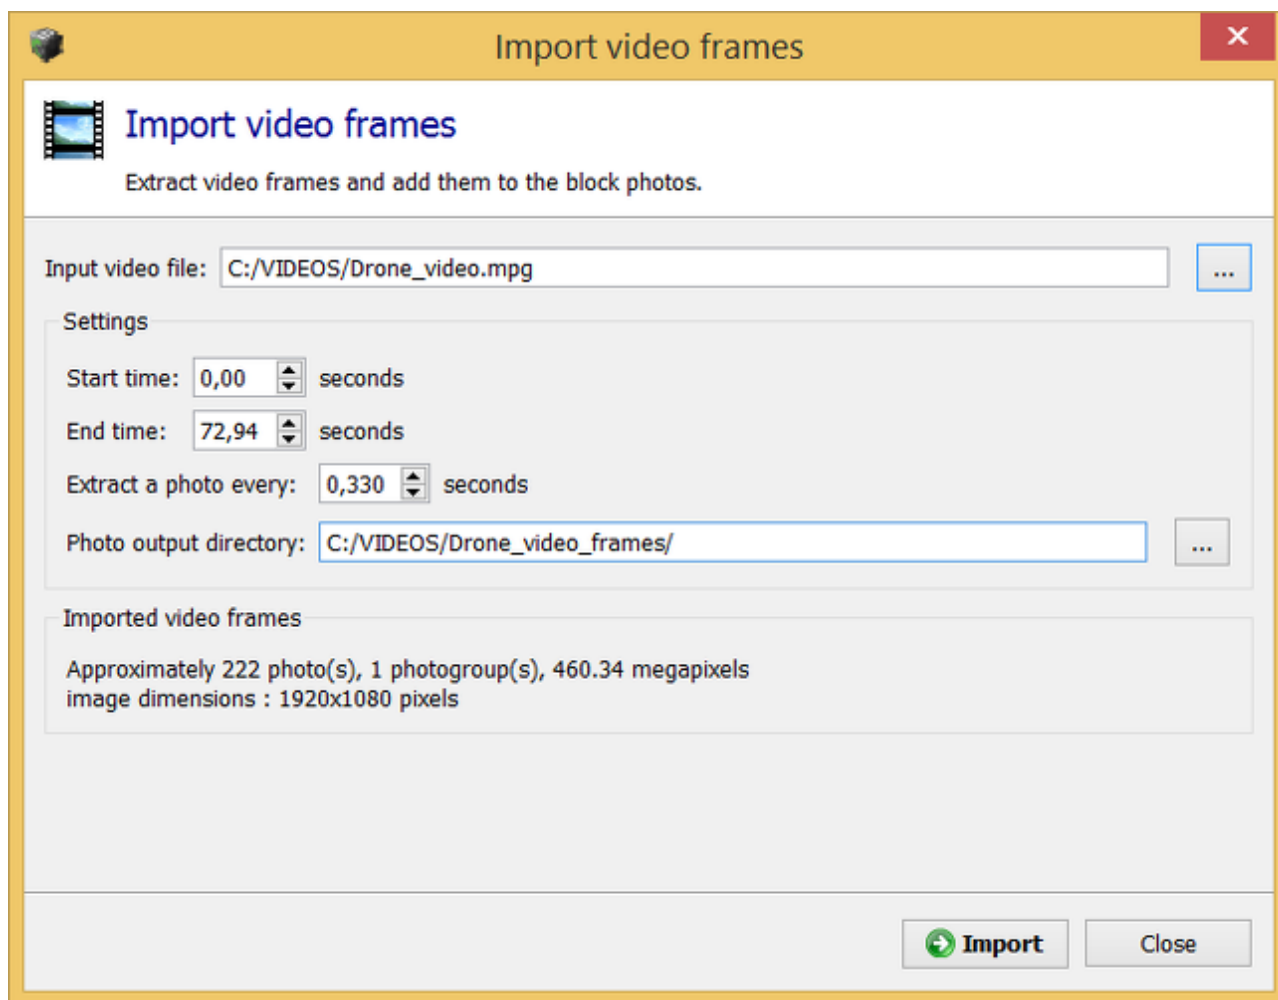 Import video frames
Import video frames
Extract video frames and add them to the block photos.
Input video file: C:/VIDEOS/Drone_video.mpg ...
Settings
Start time: 0,00 seconds
End time: 72,94 seconds
Extract a photo every: 0,330 seconds
Photo output directory: C:/VIDEOS/Drone_video_frames/ ...
Imported video frames
Approximately 222 photo(s), 1 photogroup(s), 460.34 megapixels
image dimensions : 1920x1080 pixels
Import Close